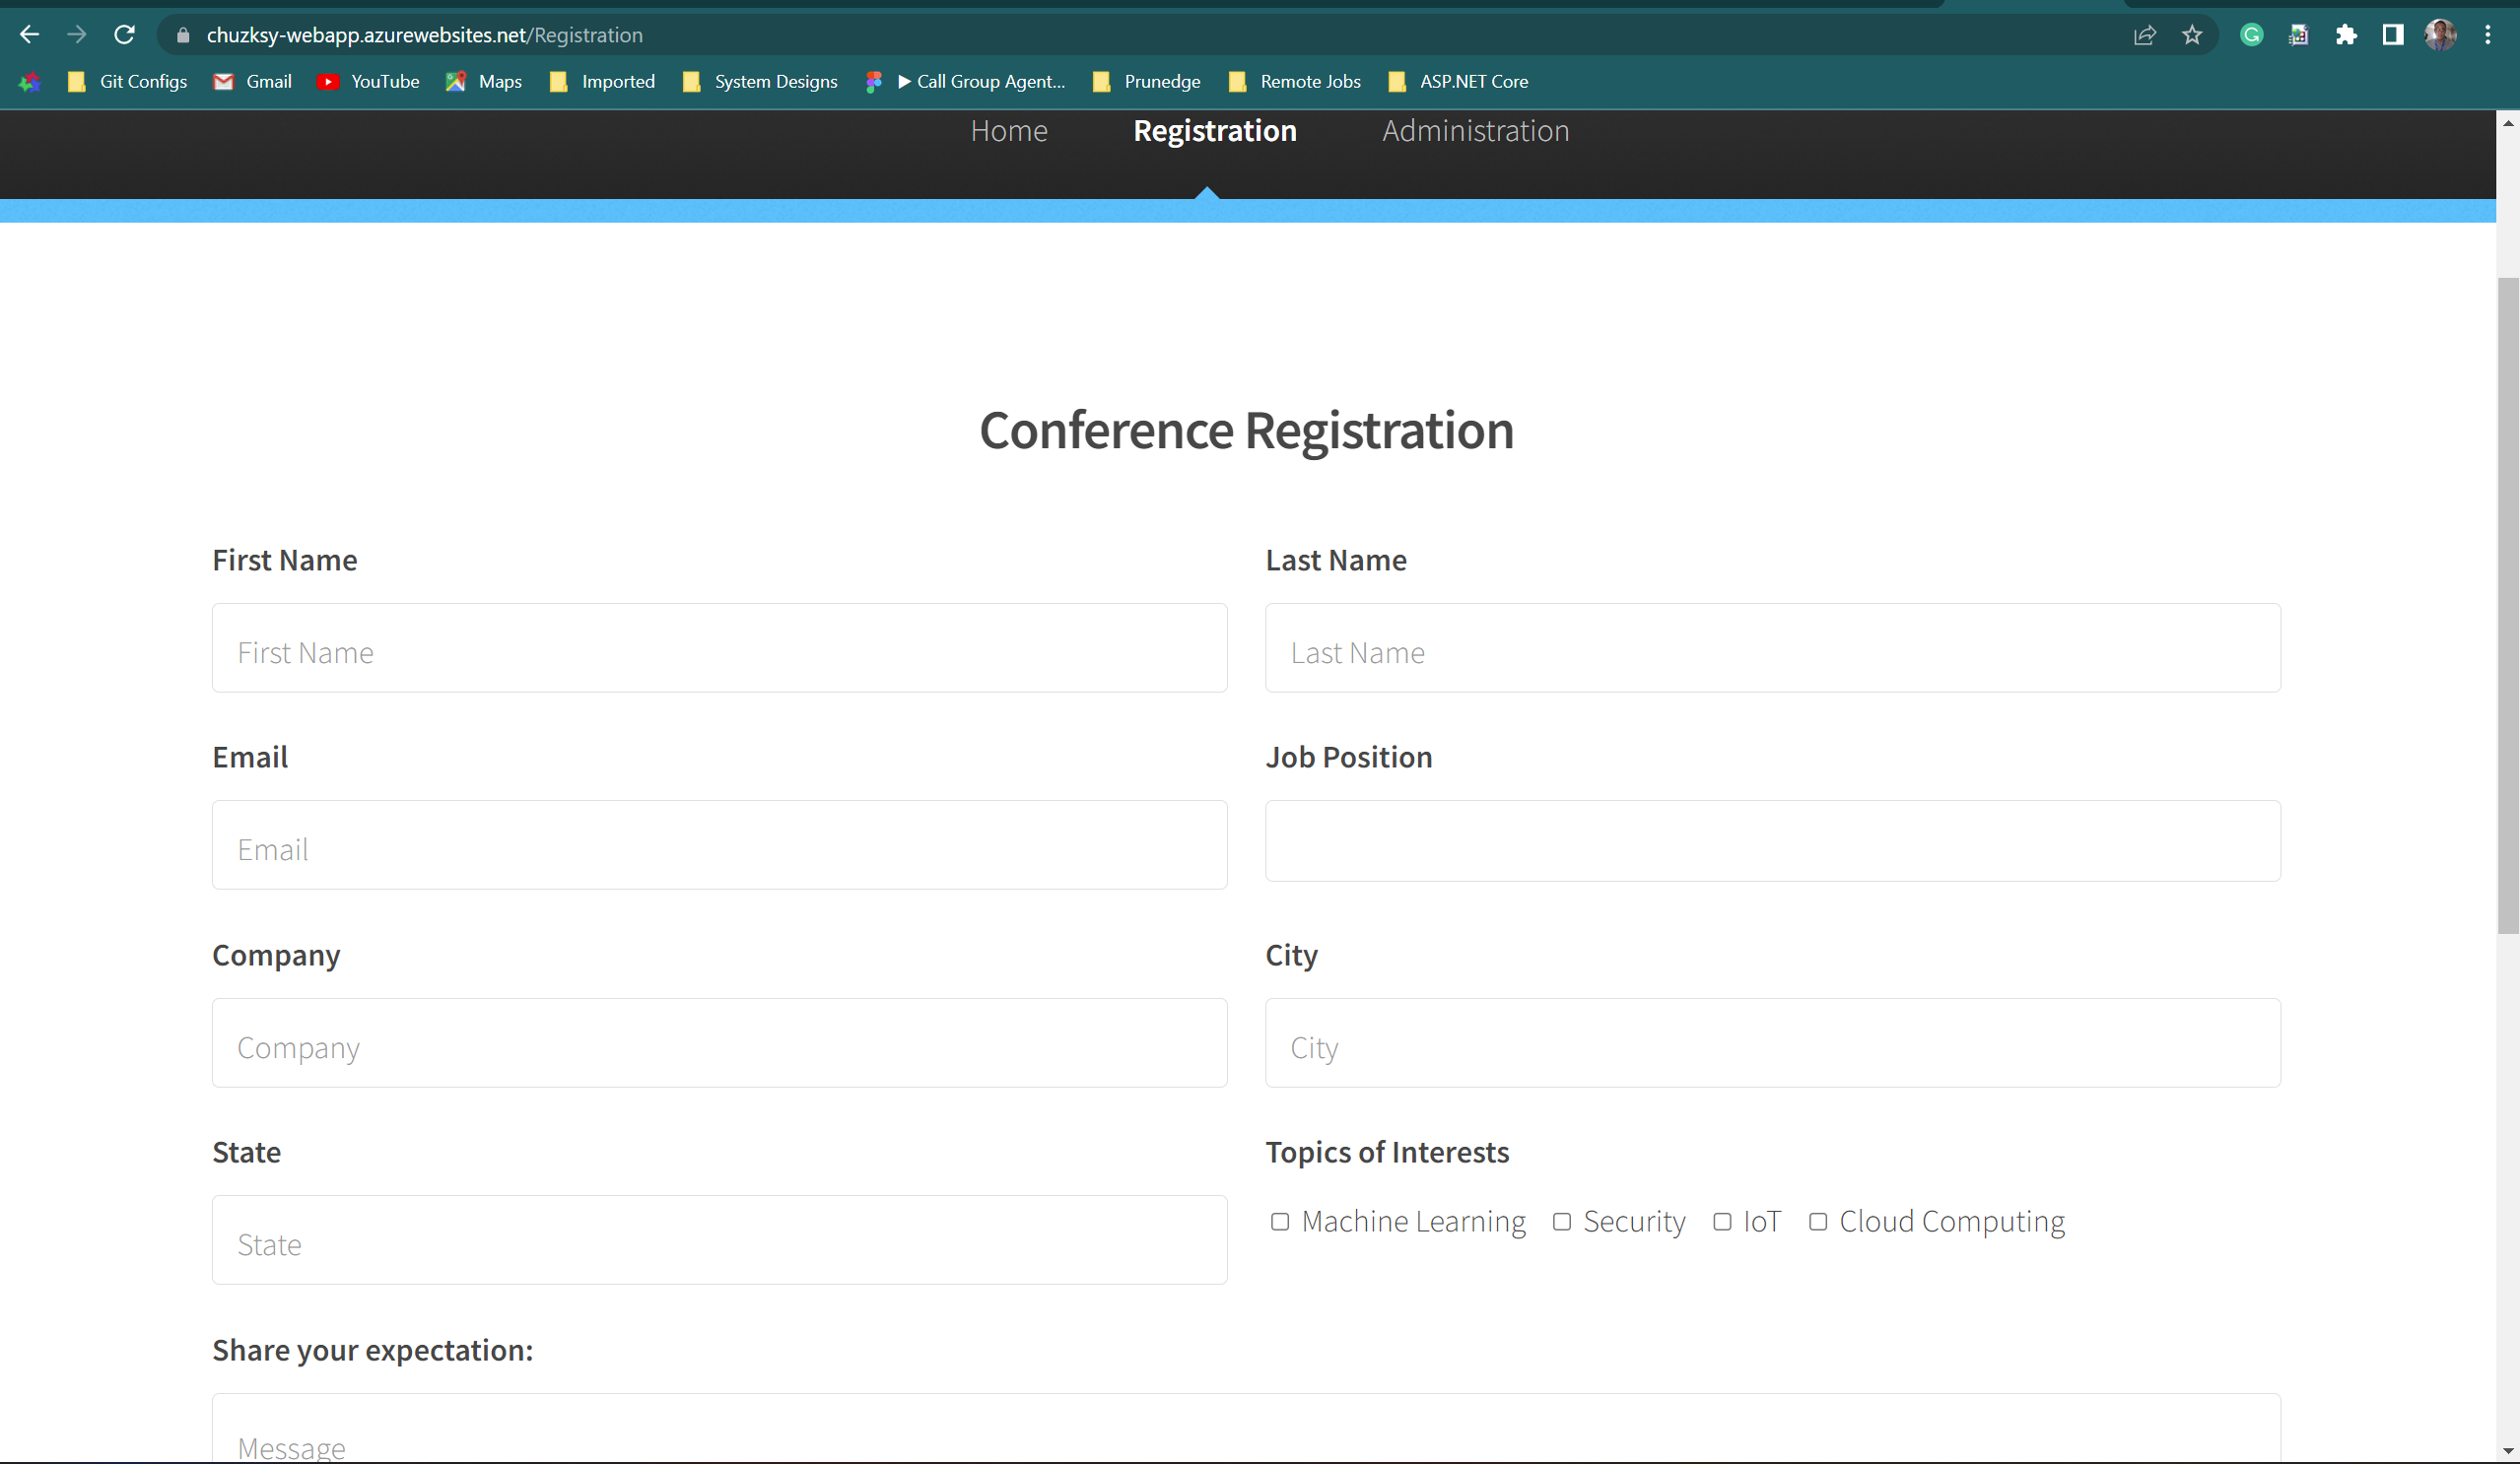 chuzksy-webapp.azurewebsites.net/Registration
Git Configs Gmail YouTube Maps Imported System Designs ▶ Call Group Agent... Prunedge Remote Jobs ASP.NET Core
Home Registration Administration
Conference Registration
First Name Last Name
First Name Last Name
Email Job Position
Email
Company City
Company City
State Topics of Interests
State Machine Learning Security IoT Cloud Computing
Share your expectation:
Message